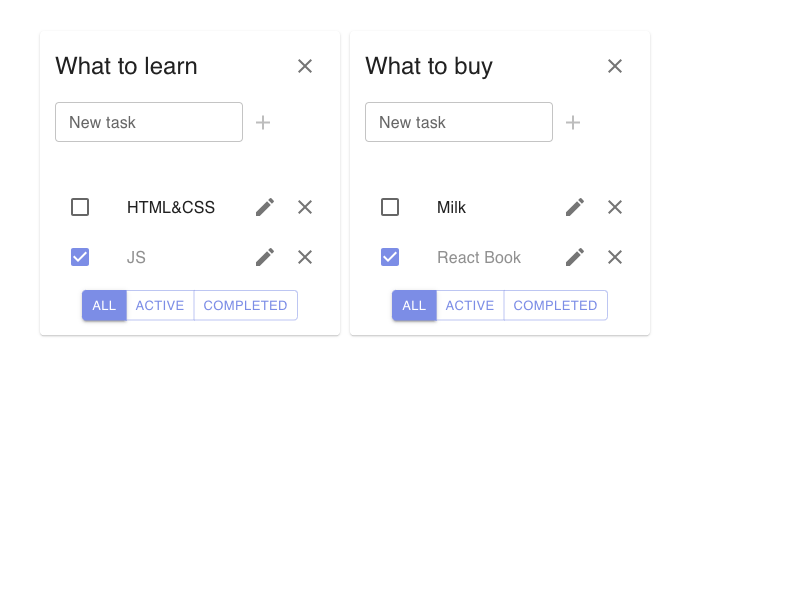 What to learn
New task
HTML&CSS
JS
ALL ACTIVE COMPLETED
What to buy
New task
Milk
React Book
ALL ACTIVE COMPLETED